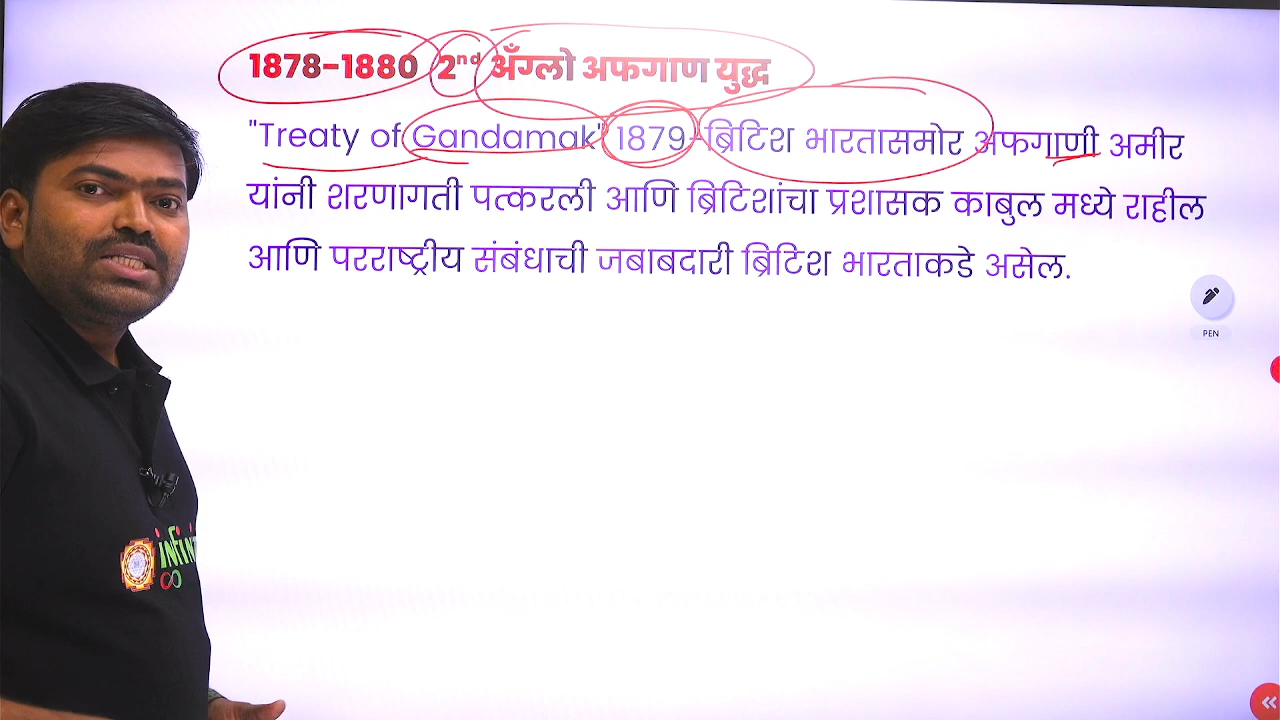 1878-1880 2nd अँग्लो अफगाण युद्ध
"Treaty of Gandamak" 1879-ब्रिटिश भारतासमोर अफगाणी अमीर
यांनी शरणागती पत्करली आणि ब्रिटिशांचा प्रशासक काबुल मध्ये राहील
आणि परराष्ट्रीय संबंधाची जबाबदारी ब्रिटिश भारताकडे असेल.
PEN